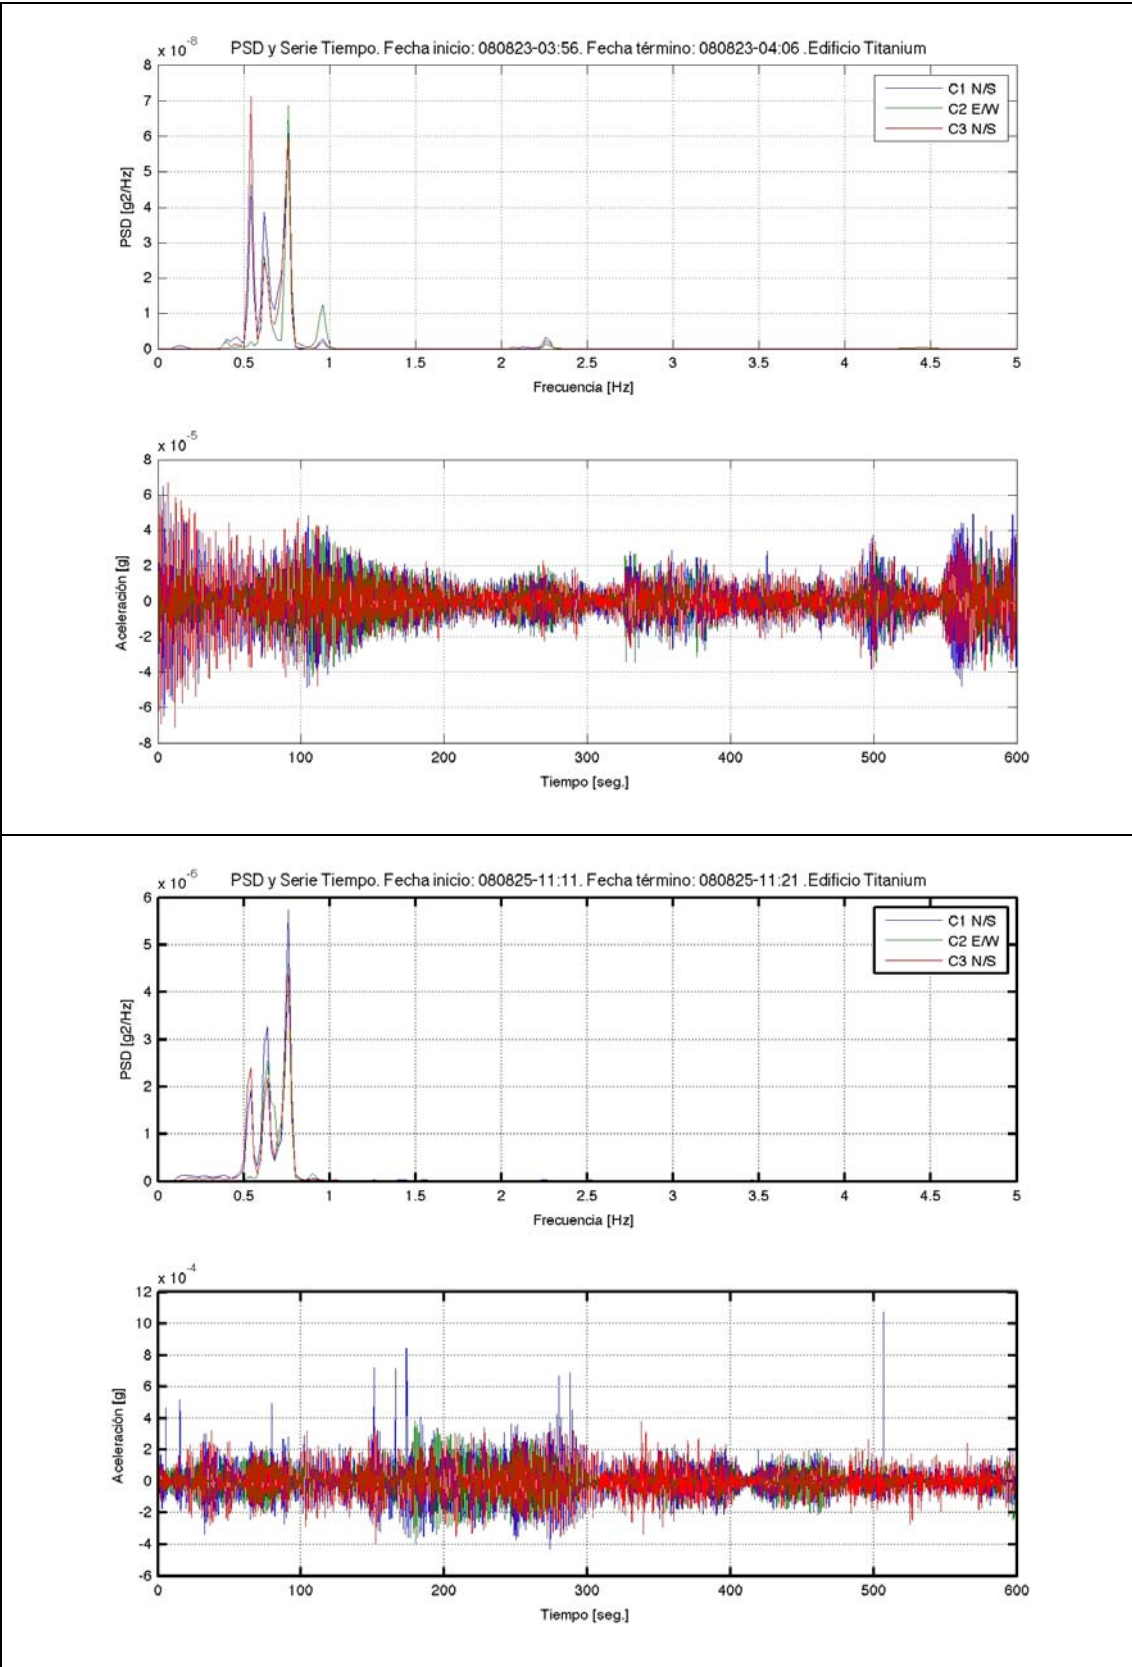 x 10^-8
PSD y Serie Tiempo. Fecha inicio: 080823-03:56. Fecha término: 080823-04:06 .Edificio Titanium
8
7
6
5
4
3
2
1
0
PSD [g2/Hz]
C1 N/S
C2 E/W
C3 N/S
0 0.5 1 1.5 2 2.5 3 3.5 4 4.5 5
Frecuencia [Hz]
x 10^-5
8
6
4
2
0
-2
-4
-6
-8
Aceleración [g]
0 100 200 300 400 500 600
Tiempo [seg.]
x 10^-6
PSD y Serie Tiempo. Fecha inicio: 080825-11:11. Fecha término: 080825-11:21 .Edificio Titanium
6
5
4
3
2
1
0
PSD [g2/Hz]
C1 N/S
C2 E/W
C3 N/S
0 0.5 1 1.5 2 2.5 3 3.5 4 4.5 5
Frecuencia [Hz]
x 10^-4
12
10
8
6
4
2
0
-2
-4
-6
Aceleración [g]
0 100 200 300 400 500 600
Tiempo [seg.]